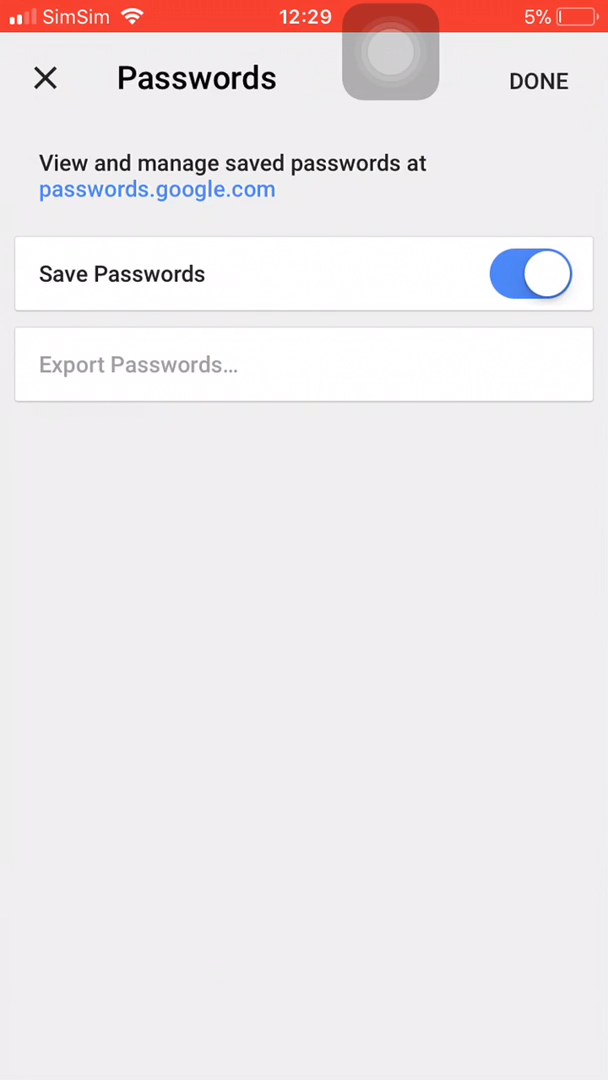 SimSim 12:29 5%
Passwords DONE
View and manage saved passwords at
passwords.google.com
Save Passwords
Export Passwords...